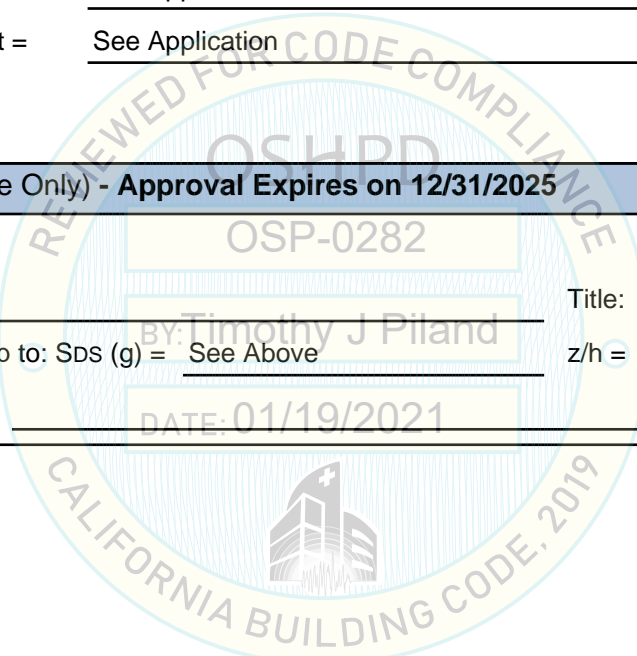 t = See Application
REVIEWED FOR CODE COMPLIANCE
OSHPD
e Only) - Approval Expires on 12/31/2025
OSP-0282
Title:
BY: Timothy J Piland
o to: SDS (g) = See Above z/h =
DATE: 01/19/2021
CALIFORNIA BUILDING CODE, 2019